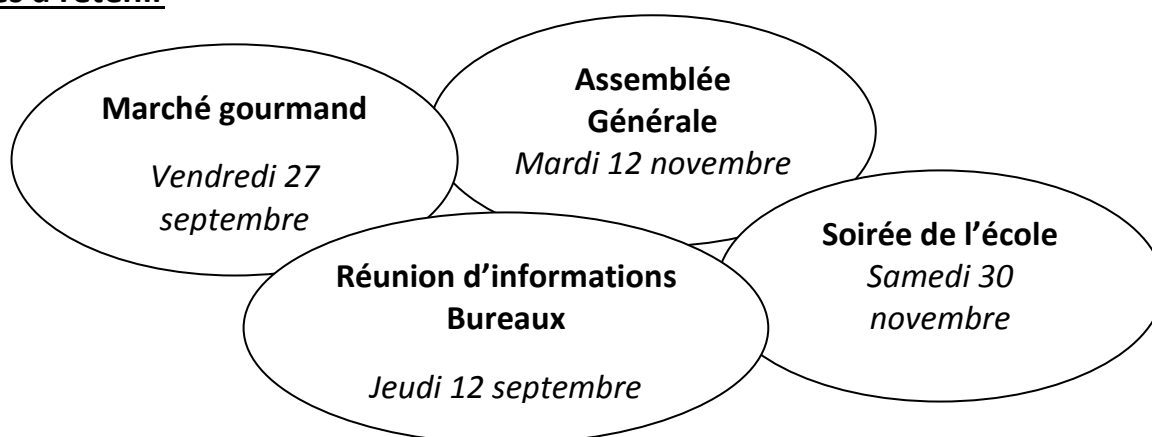 Marché gourmand
Vendredi 27
septembre
Assemblée
Générale
Mardi 12 novembre
Soirée de l’école
Samedi 30
novembre
Réunion d’informations
Bureaux
Jeudi 12 septembre